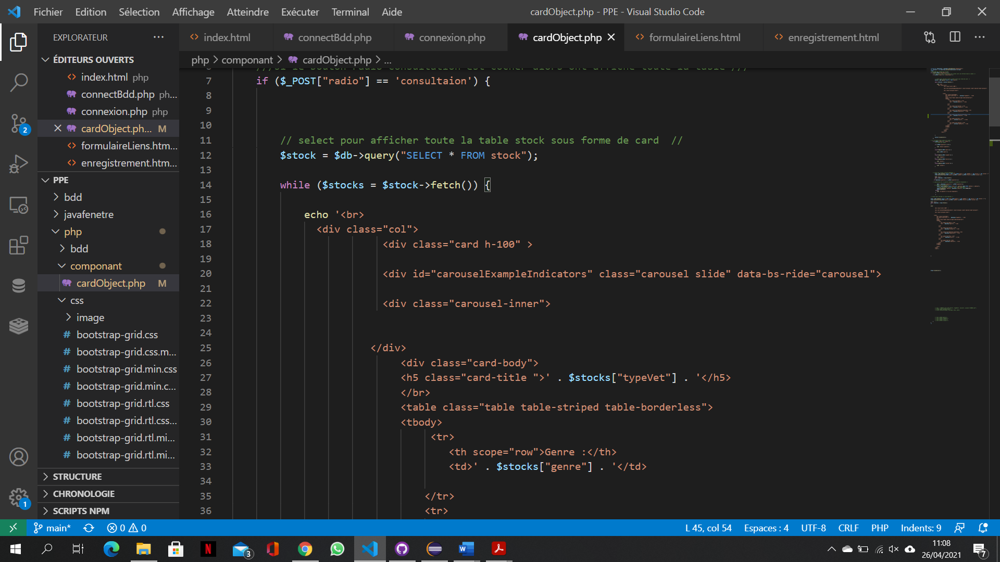 Fichier Edition Sélection Affichage Atteindre Exécuter Terminal Aide
cardObject.php - PPE - Visual Studio Code
EXPLORATEUR
index.html connectBdd.php connexion.php cardObject.php formulaireLiens.html enregistrement.html
php > componant > cardObject.php > ...
ÉDITEURS OUVERTS
index.html php
connectBdd.php ph...
connexion.php php
cardObject.ph... M
formulaireLiens.htm...
enregistrement.htm...
PPE
bdd
javafenetre
php
bdd
componant
cardObject.php M
css
image
bootstrap-grid.css
bootstrap-grid.css.m...
bootstrap-grid.min.css
bootstrap-grid.min.c...
bootstrap-grid.rtl.css
bootstrap-grid.rtl.css...
bootstrap-grid.rtl.mi...
bootstrap-grid.rtl.mi...
STRUCTURE
CHRONOLOGIE
SCRIPTS NPM
2
1
7 if ($_POST["radio"] == 'consultaion') {
8
9
10
11 // select pour afficher toute la table stock sous forme de card //
12 $stock = $db->query("SELECT * FROM stock");
13
14 while ($stocks = $stock->fetch()) {
15
16 echo '<br>
17 <div class="col">
18 <div class="card h-100" >
19
20 <div id="carouselExampleIndicators" class="carousel slide" data-bs-ride="carousel">
21
22 <div class="carousel-inner">
23
24
25 </div>
26 <div class="card-body">
27 <h5 class="card-title ">' . $stocks["typeVet"] . '</h5>
28 </br>
29 <table class="table table-striped table-borderless">
30 <tbody>
31 <tr>
32 <th scope="row">Genre :</th>
33 <td>' . $stocks["genre"] . '</td>
34
35 </tr>
36 <tr>
main* 0 0
L 45, col 54 Espaces : 4 UTF-8 CRLF PHP Indents: 9
3
11:08
26/04/2021
7